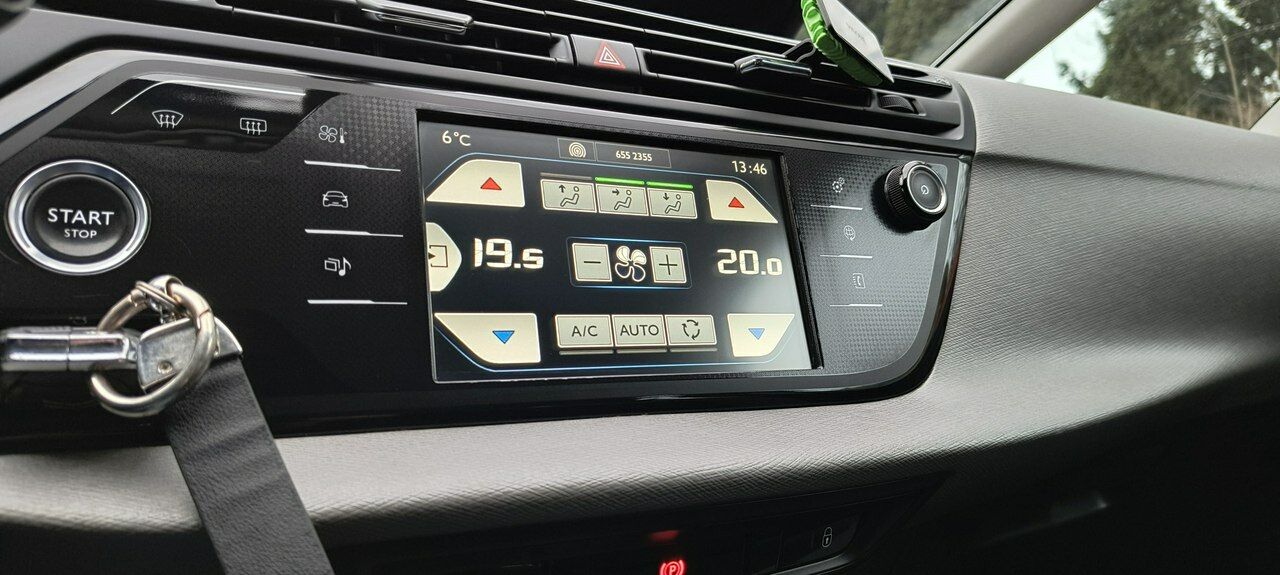 START
STOP
6°C
655 2355
13:46
19.5
20.0
A/C AUTO
P